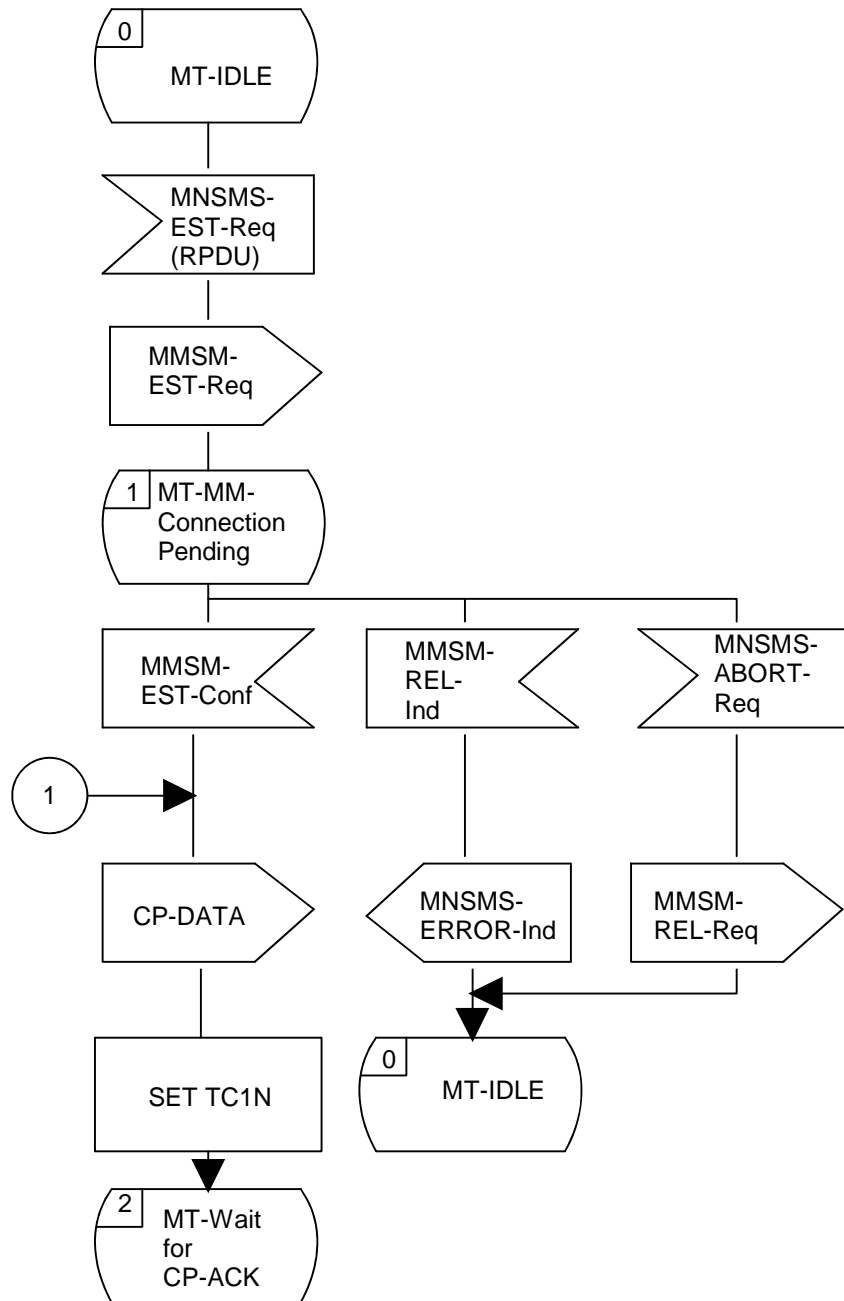 0
MT-IDLE
MNSMS-
EST-Req
(RPDU)
MMSM-
EST-Req
1
MT-MM-
Connection
Pending
MMSM-
EST-Conf
MMSM-
REL-
Ind
MNSMS-
ABORT-
Req
1
CP-DATA
MNSMS-
ERROR-Ind
MMSM-
REL-Req
SET TC1N
0
MT-IDLE
2
MT-Wait
for
CP-ACK